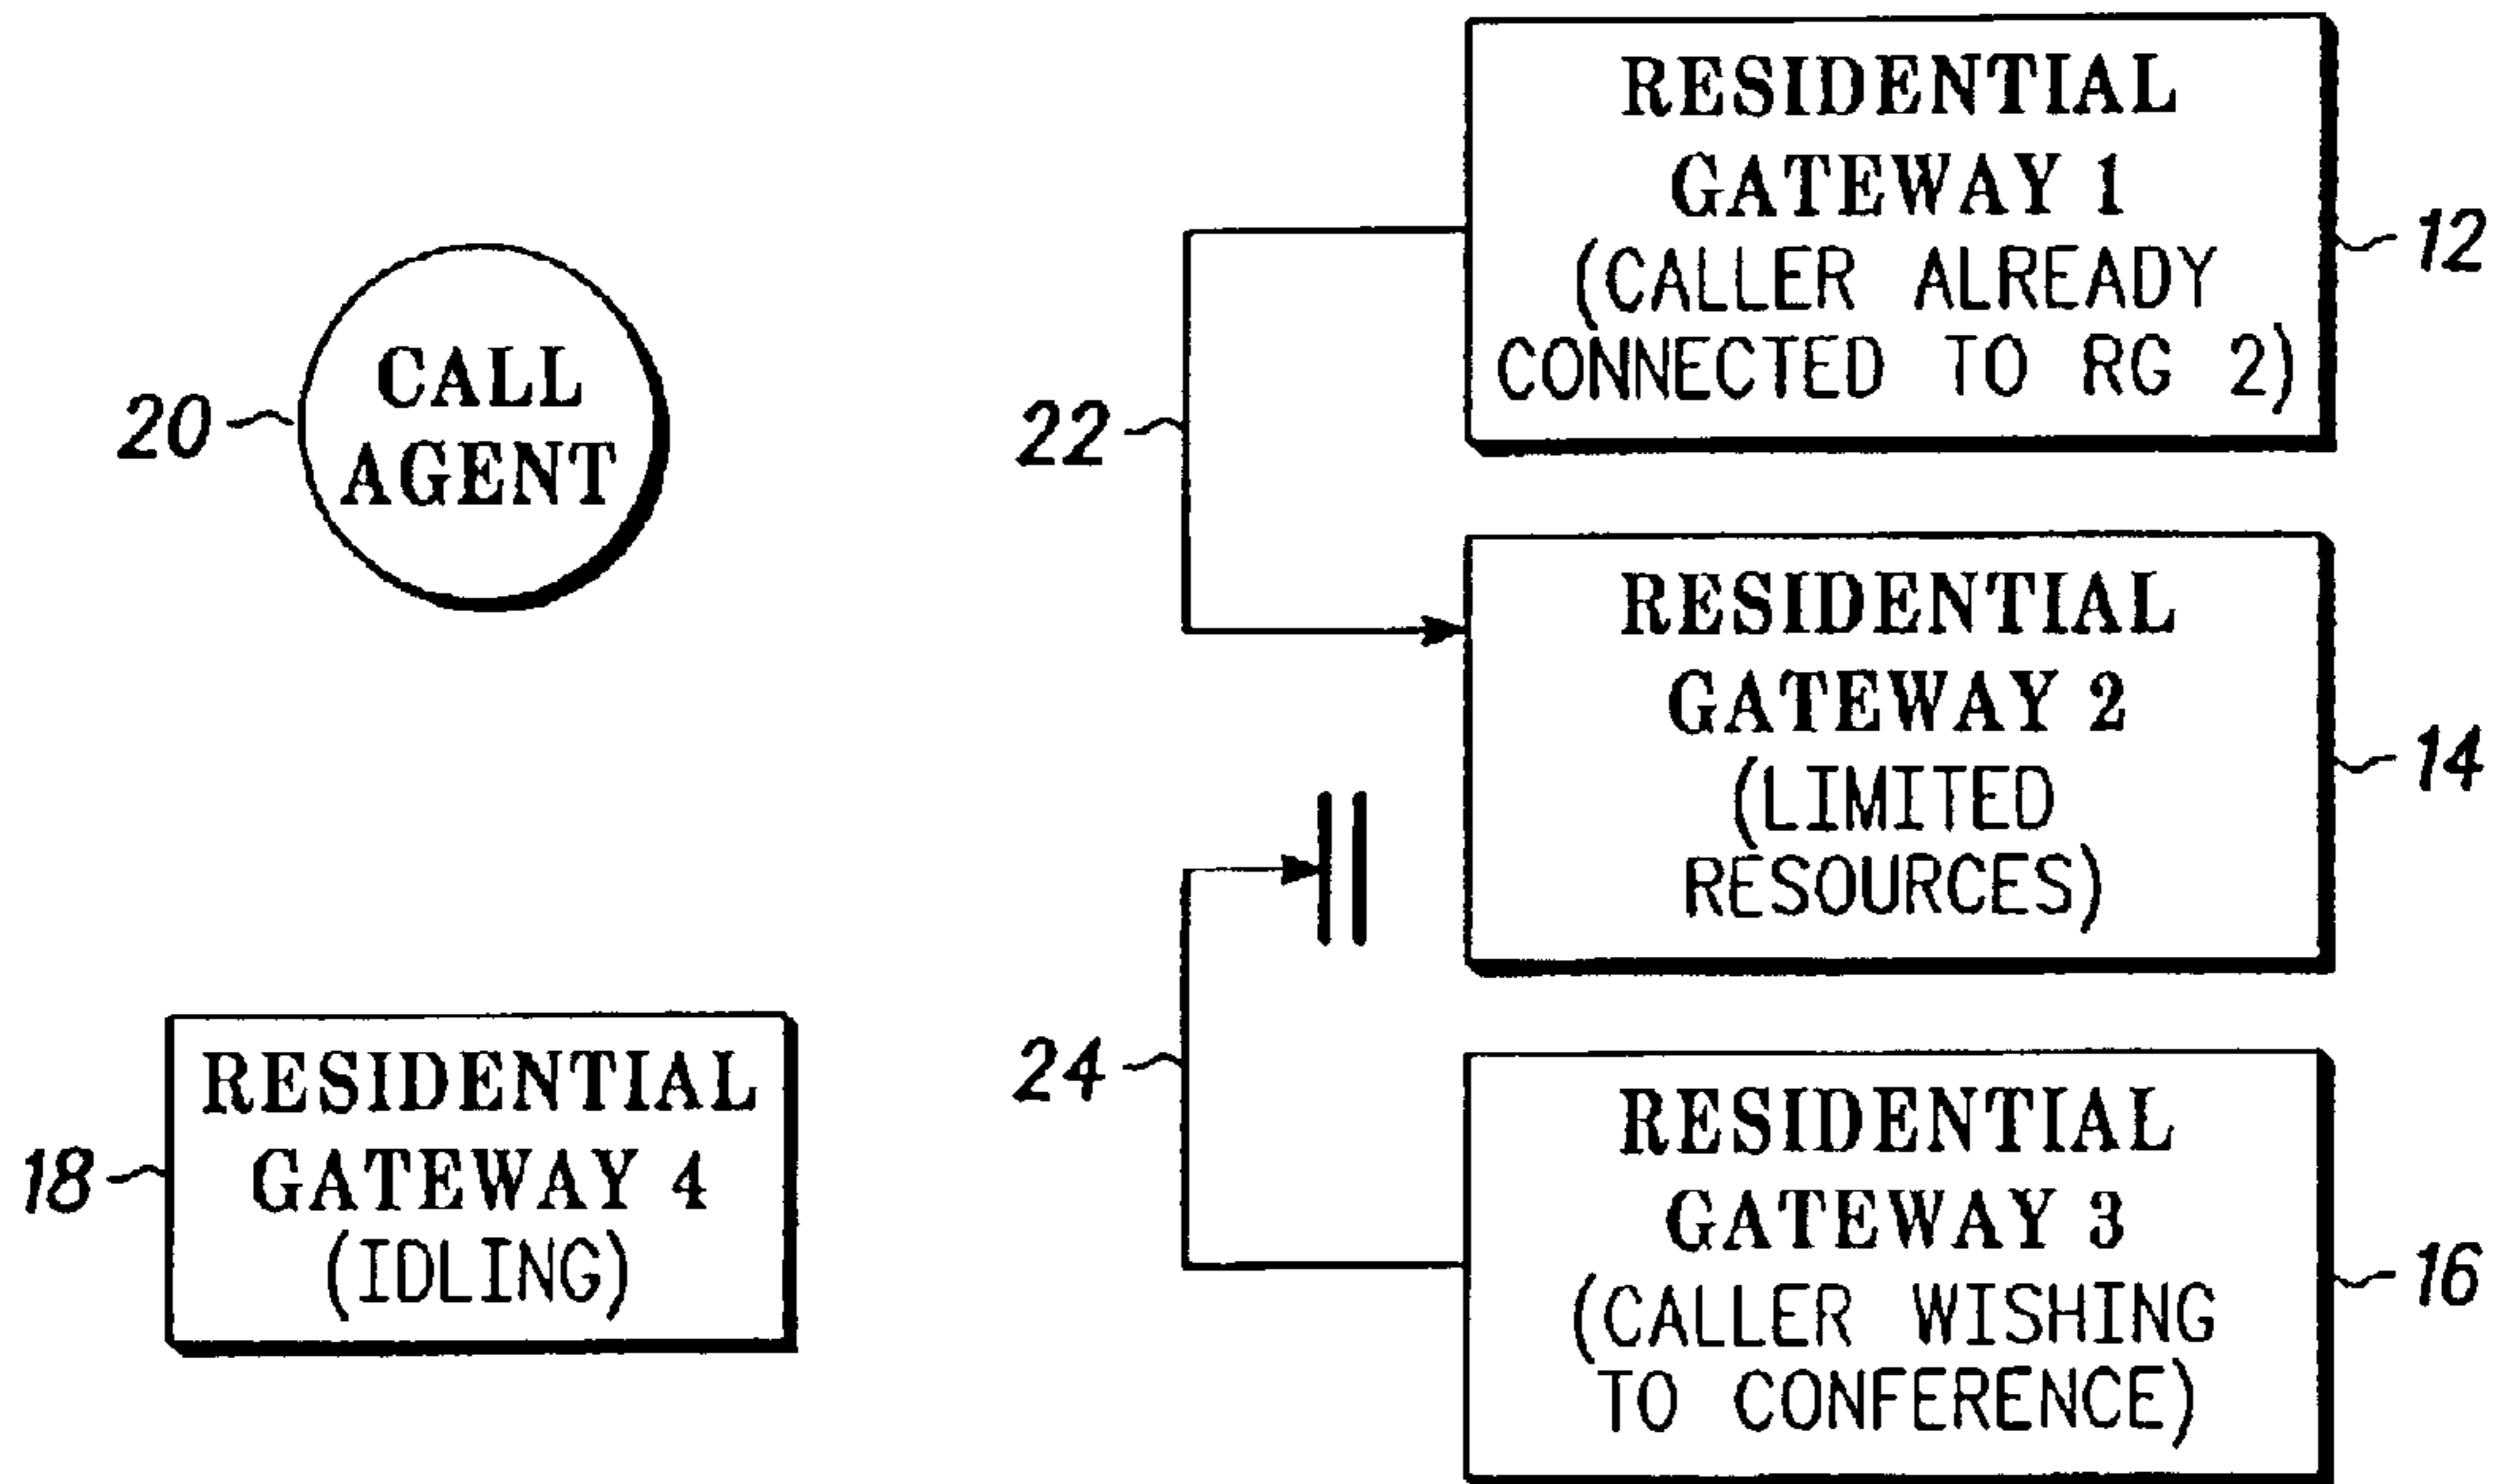 RESIDENTIAL
GATEWAY 1
(CALLER ALREADY
CONNECTED TO RG 2)
12
CALL
AGENT
20
22
RESIDENTIAL
GATEWAY 2
(LIMITED
RESOURCES)
14
24
RESIDENTIAL
GATEWAY 4
(IDLING)
18
RESIDENTIAL
GATEWAY 3
(CALLER WISHING
TO CONFERENCE)
16